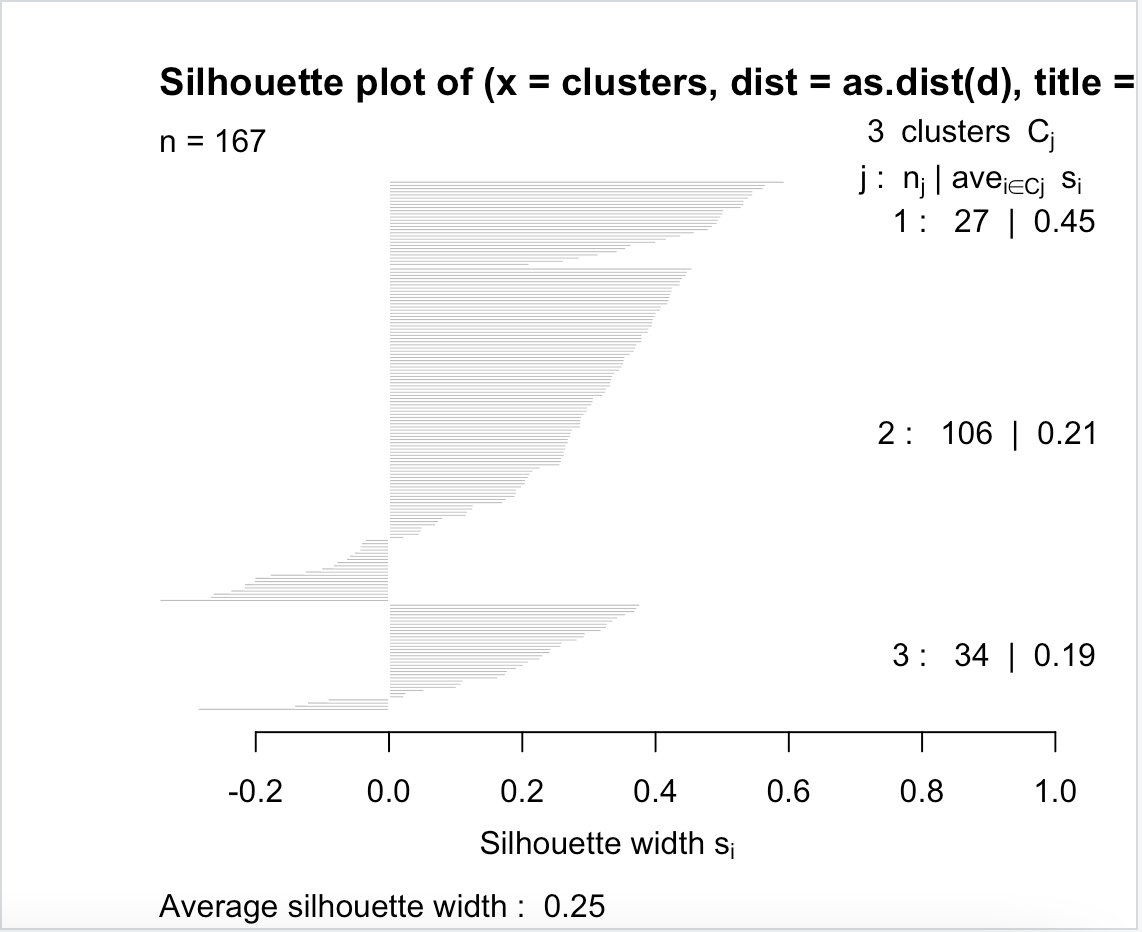 Silhouette plot of (x = clusters, dist = as.dist(d), title =
n = 167
3 clusters Cj
j : nj | avei∈Cj si
1 : 27 | 0.45
2 : 106 | 0.21
3 : 34 | 0.19
-0.2 0.0 0.2 0.4 0.6 0.8 1.0
Silhouette width si
Average silhouette width : 0.25